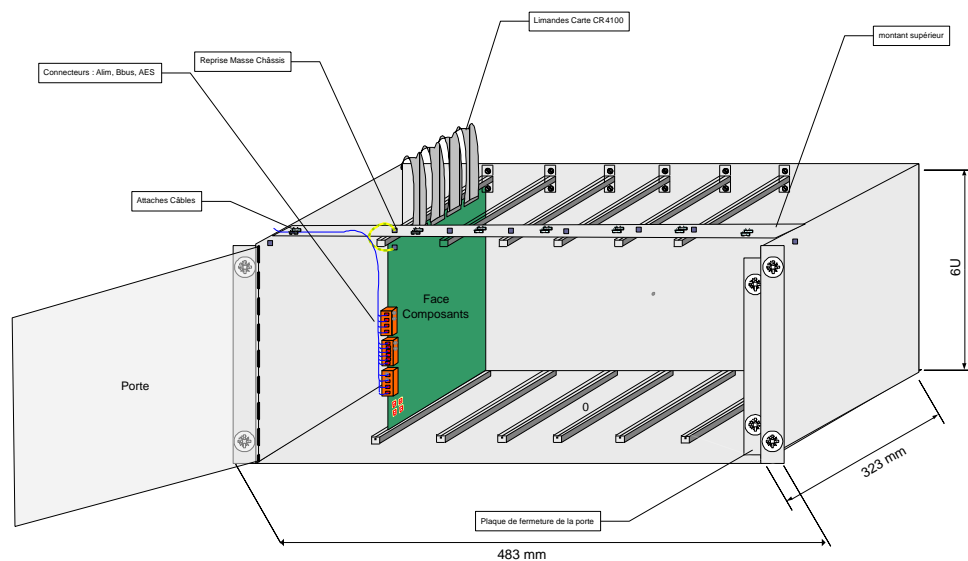 Limandes Carte CR4100
montant supérieur
Reprise Masse Châssis
Connecteurs : Alim, Bbus, AES
Attaches Câbles
6U
Face
Composants
Porte
0
323 mm
Plaque de fermeture de la porte
483 mm